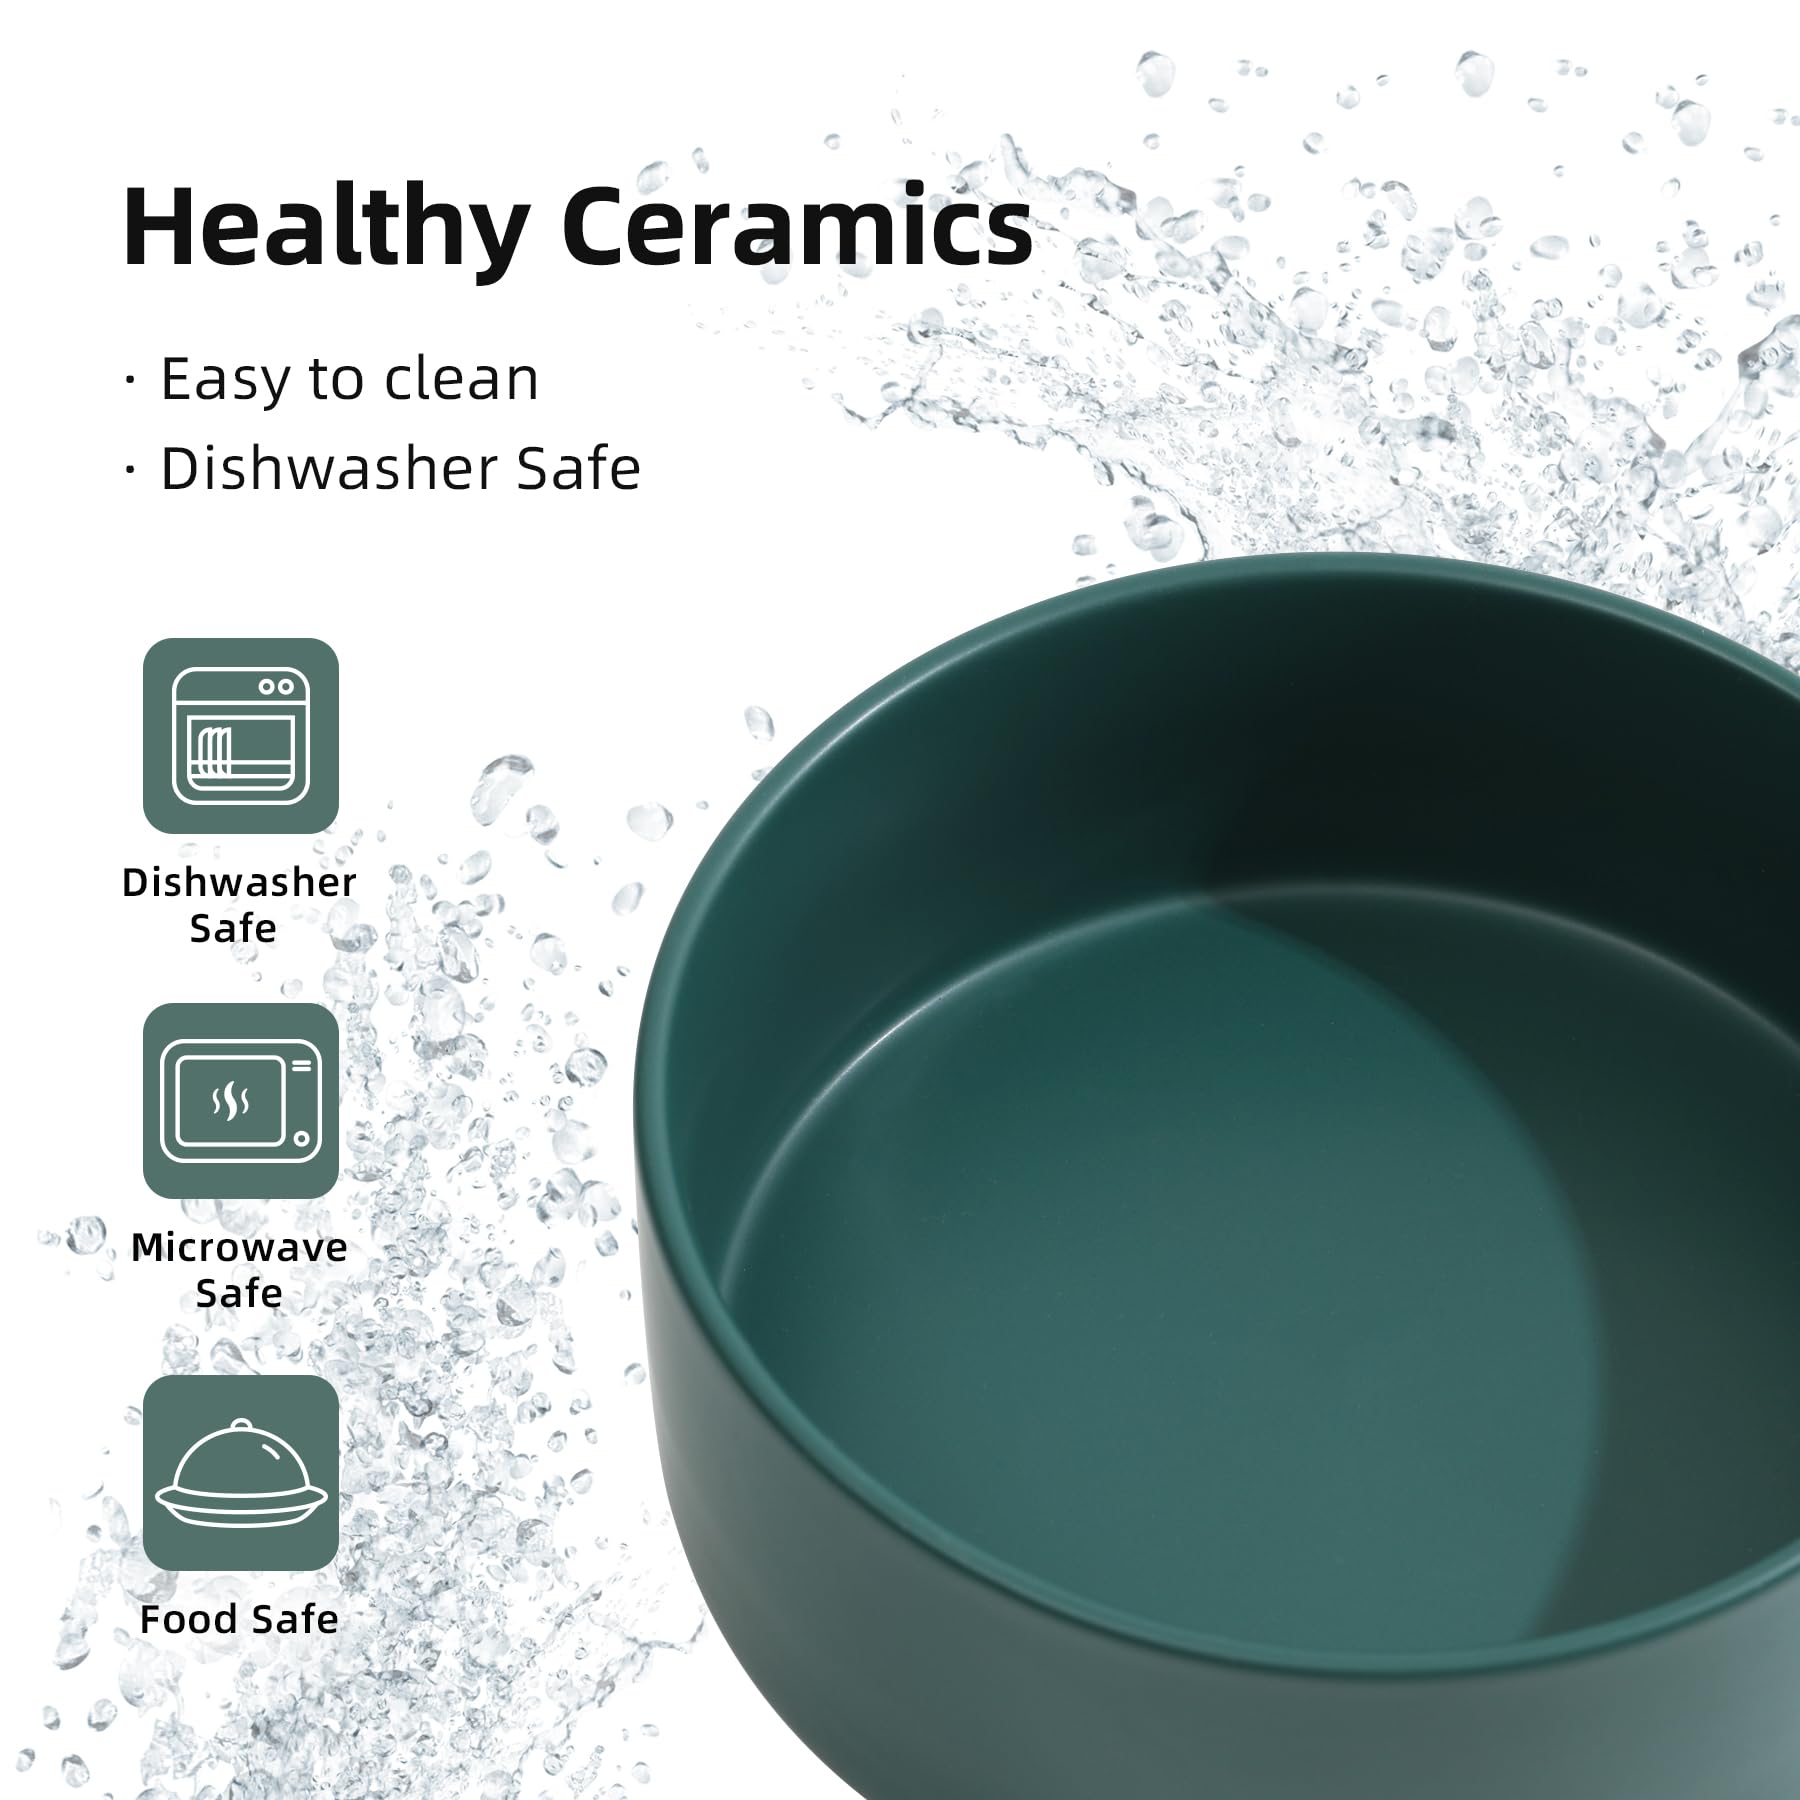 Healthy Ceramics
· Easy to clean
· Dishwasher Safe
Dishwasher
Safe
Microwave
Safe
Food Safe